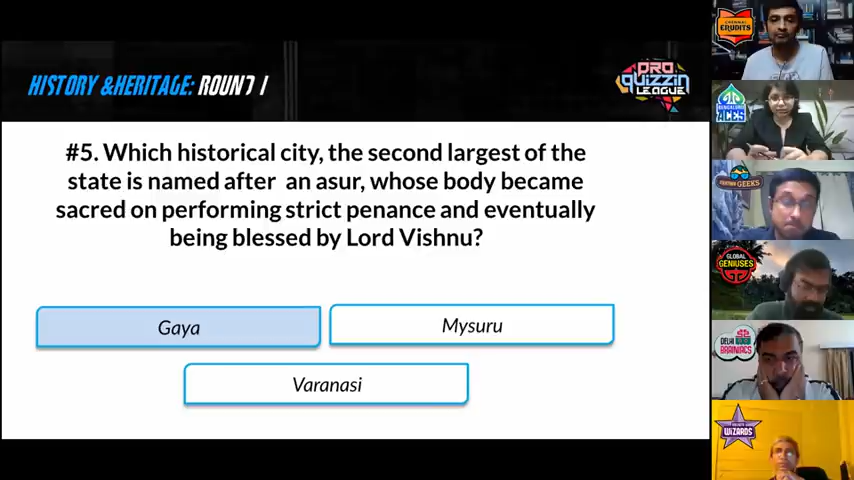 HISTORY &HERITAGE: ROUND 1
PRO
QUIZZIN
LEAGUE
#5. Which historical city, the second largest of the
state is named after an asur, whose body became
sacred on performing strict penance and eventually
being blessed by Lord Vishnu?
Gaya
Mysuru
Varanasi
CHENNAI
ERUDITS
BENGALURU
ACES
GEEKS
GLOBAL
GENIUSES
DELHI
BRAINIACS
WIZARDS